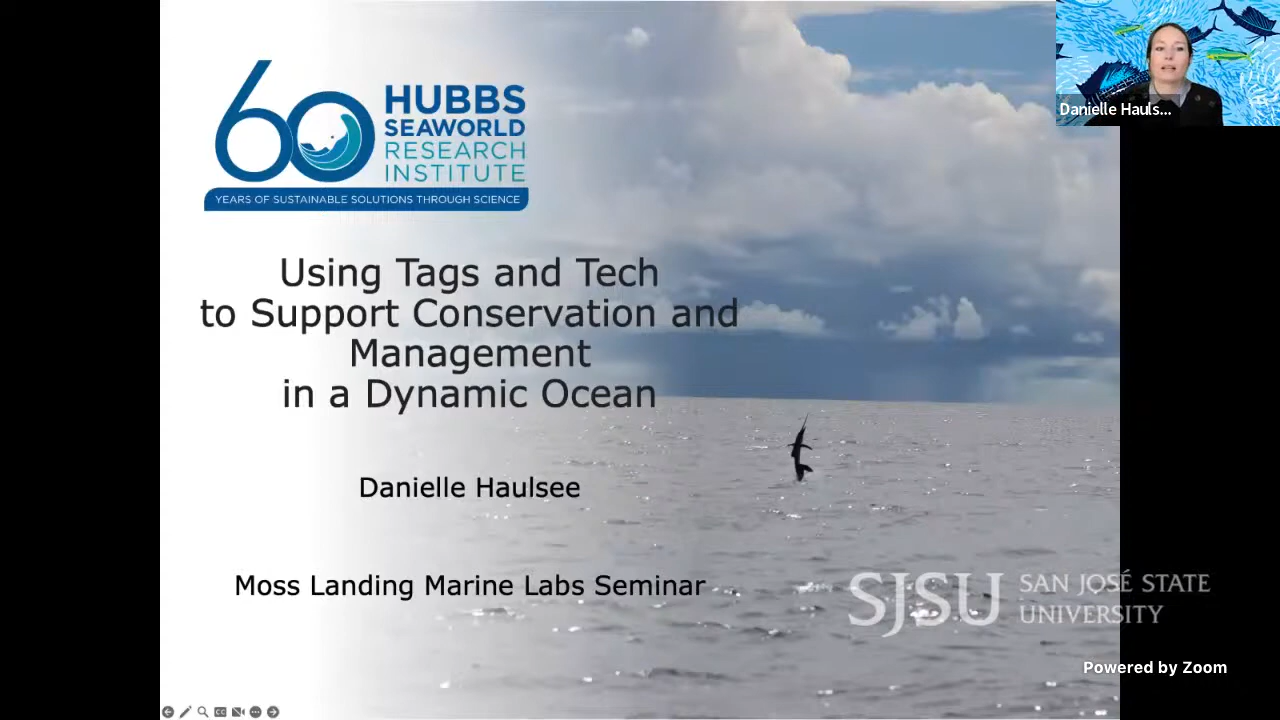 60
HUBBS
SEAWORLD
RESEARCH
INSTITUTE
YEARS OF SUSTAINABLE SOLUTIONS THROUGH SCIENCE
Danielle Hauls...
Using Tags and Tech
to Support Conservation and
Management
in a Dynamic Ocean
Danielle Haulsee
Moss Landing Marine Labs Seminar
SJSU SAN JOSÉ STATE
UNIVERSITY
Powered by Zoom
CC